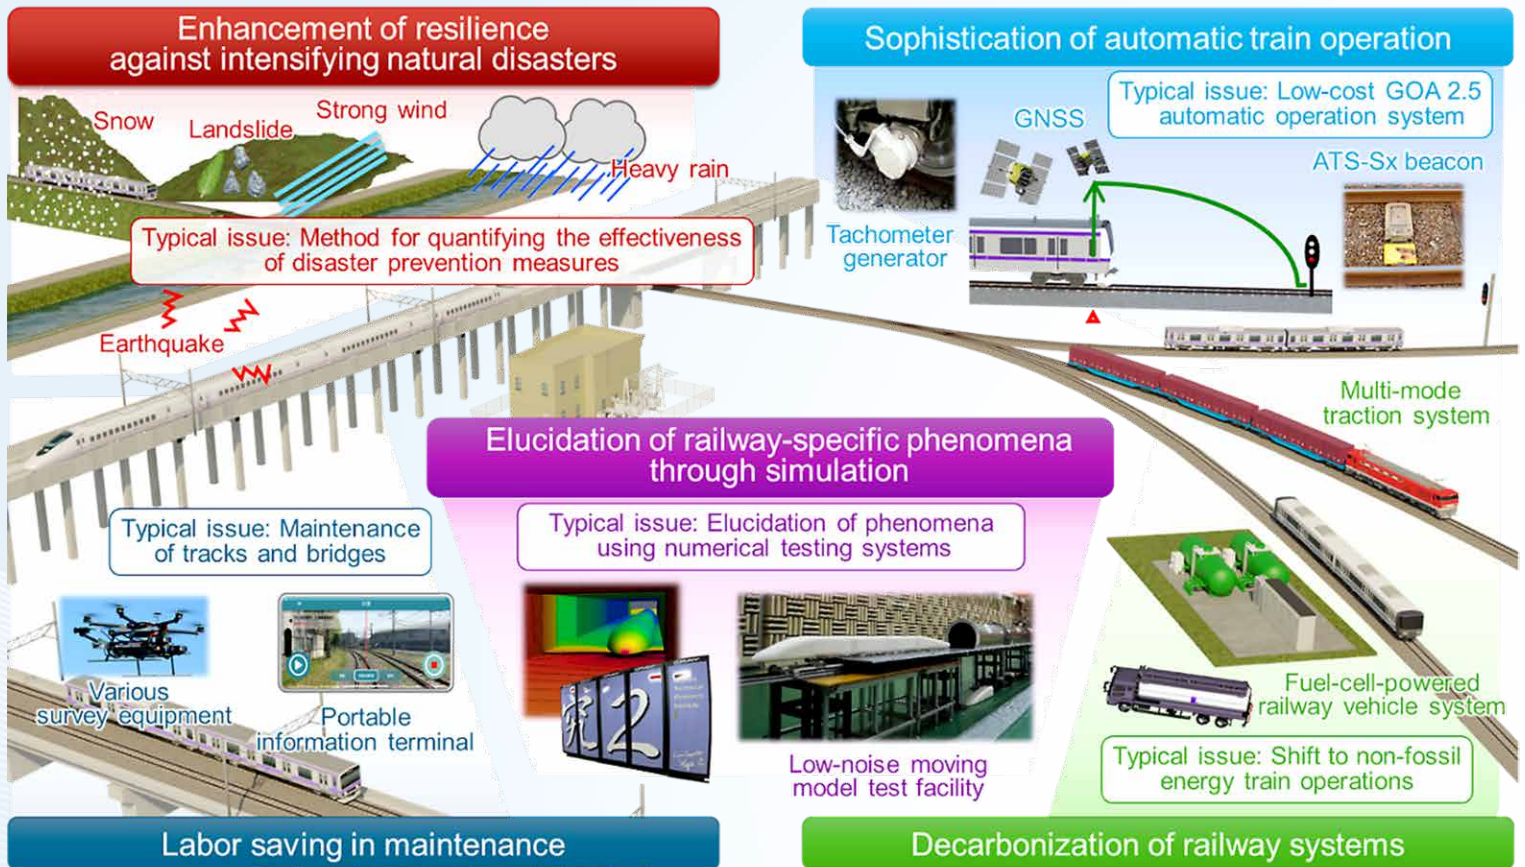 Enhancement of resilience
against intensifying natural disasters
Snow
Landslide
Strong wind
Heavy rain
Typical issue: Method for quantifying the effectiveness
of disaster prevention measures
Earthquake
Sophistication of automatic train operation
Typical issue: Low-cost GOA 2.5
automatic operation system
GNSS
ATS-Sx beacon
Tachometer
generator
Multi-mode
traction system
Elucidation of railway-specific phenomena
through simulation
Typical issue: Elucidation of phenomena
using numerical testing systems
究 2
Low-noise moving
model test facility
Typical issue: Maintenance
of tracks and bridges
Various
survey equipment
Portable
information terminal
Labor saving in maintenance
Fuel-cell-powered
railway vehicle system
Typical issue: Shift to non-fossil
energy train operations
Decarbonization of railway systems